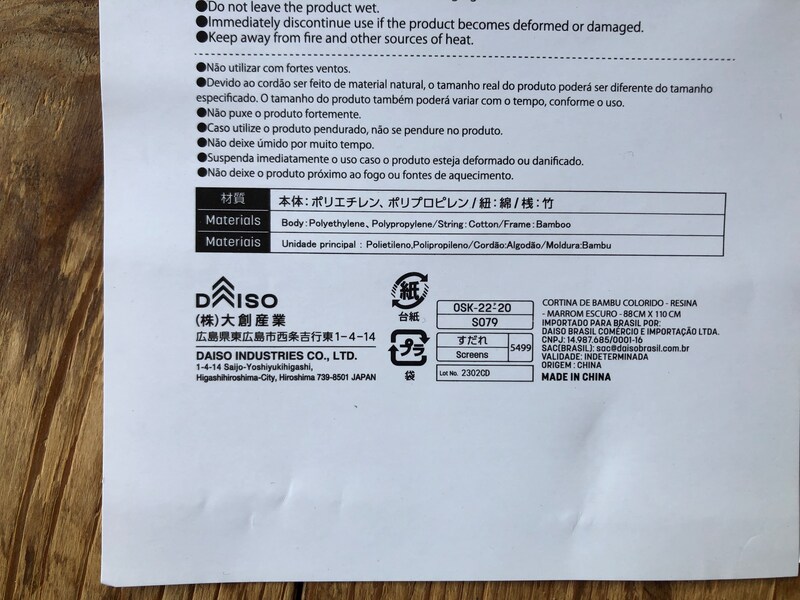 ●Do not leave the product wet.
●Immediately discontinue use if the product becomes deformed or damaged.
●Keep away from fire and other sources of heat.
●Não utilizar com fortes ventos.
●Devido ao cordão ser feito de material natural, o tamanho real do produto poderá ser diferente do tamanho
especificado. O tamanho do produto também poderá variar com o tempo, conforme o uso.
●Não puxe o produto fortemente.
●Caso utilize o produto pendurado, não se pendure no produto.
●Não deixe úmido por muito tempo.
●Suspenda imediatamente o uso caso o produto esteja deformado ou danificado.
●Não deixe o produto próximo ao fogo ou fontes de aquecimento.
材質 本体:ポリエチレン、ポリプロピレン/紐:綿/桟:竹
Materials Body:Polyethylene、Polypropylene/String:Cotton/Frame:Bamboo
Materiais Unidade principal : Polietileno,Polipropileno/Cordão:Algodão/Moldura:Bambu
DAISO
(株)大創産業
広島県東広島市西条吉行東1-4-14
DAISO INDUSTRIES CO., LTD.
1-4-14 Saijo-Yoshiyukihigashi,
Higashihiroshima-City, Hiroshima 739-8501 JAPAN
紙
台紙
プラ
袋
OSK-22-20
S079
すだれ
Screens
5499
Lot No. 2302CD
CORTINA DE BAMBU COLORIDO - RESINA
- MARROM ESCURO - 88CM X 110 CM
IMPORTADO PARA BRASIL POR:
DAISO BRASIL COMÉRCIO E IMPORTAÇÃO LTDA.
CNPJ: 14.987.685/0001-16
SAC(BRASIL): sac@daisobrasil.com.br
VALIDADE: INDETERMINADA
ORIGEM : CHINA
MADE IN CHINA